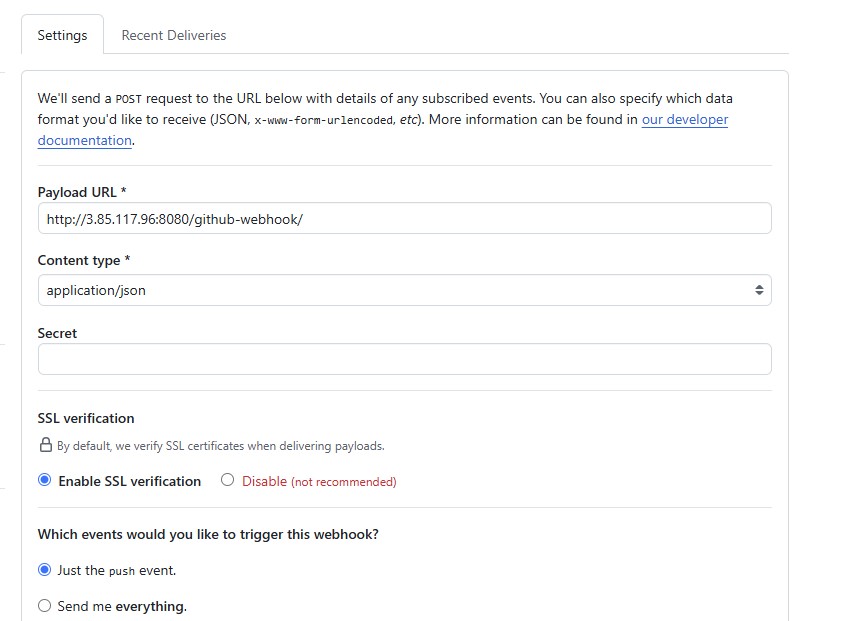 Settings
Recent Deliveries
We'll send a POST request to the URL below with details of any subscribed events. You can also specify which data
format you'd like to receive (JSON, x-www-form-urlencoded, etc). More information can be found in our developer
documentation.
Payload URL *
http://3.85.117.96:8080/github-webhook/
Content type *
application/json
Secret
SSL verification
By default, we verify SSL certificates when delivering payloads.
Enable SSL verification
Disable (not recommended)
Which events would you like to trigger this webhook?
Just the push event.
Send me everything.